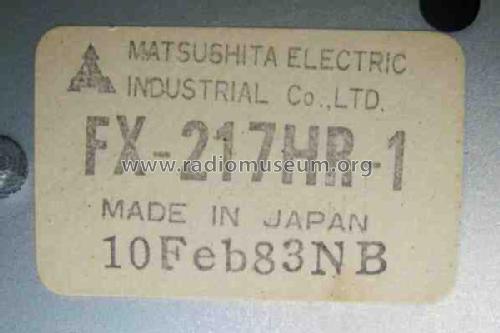 MATSUSHITA ELECTRIC
INDUSTRIAL Co.,LTD.
FX-217HR-1
www.radiomuseum.org
MADE IN JAPAN
10Feb83NB